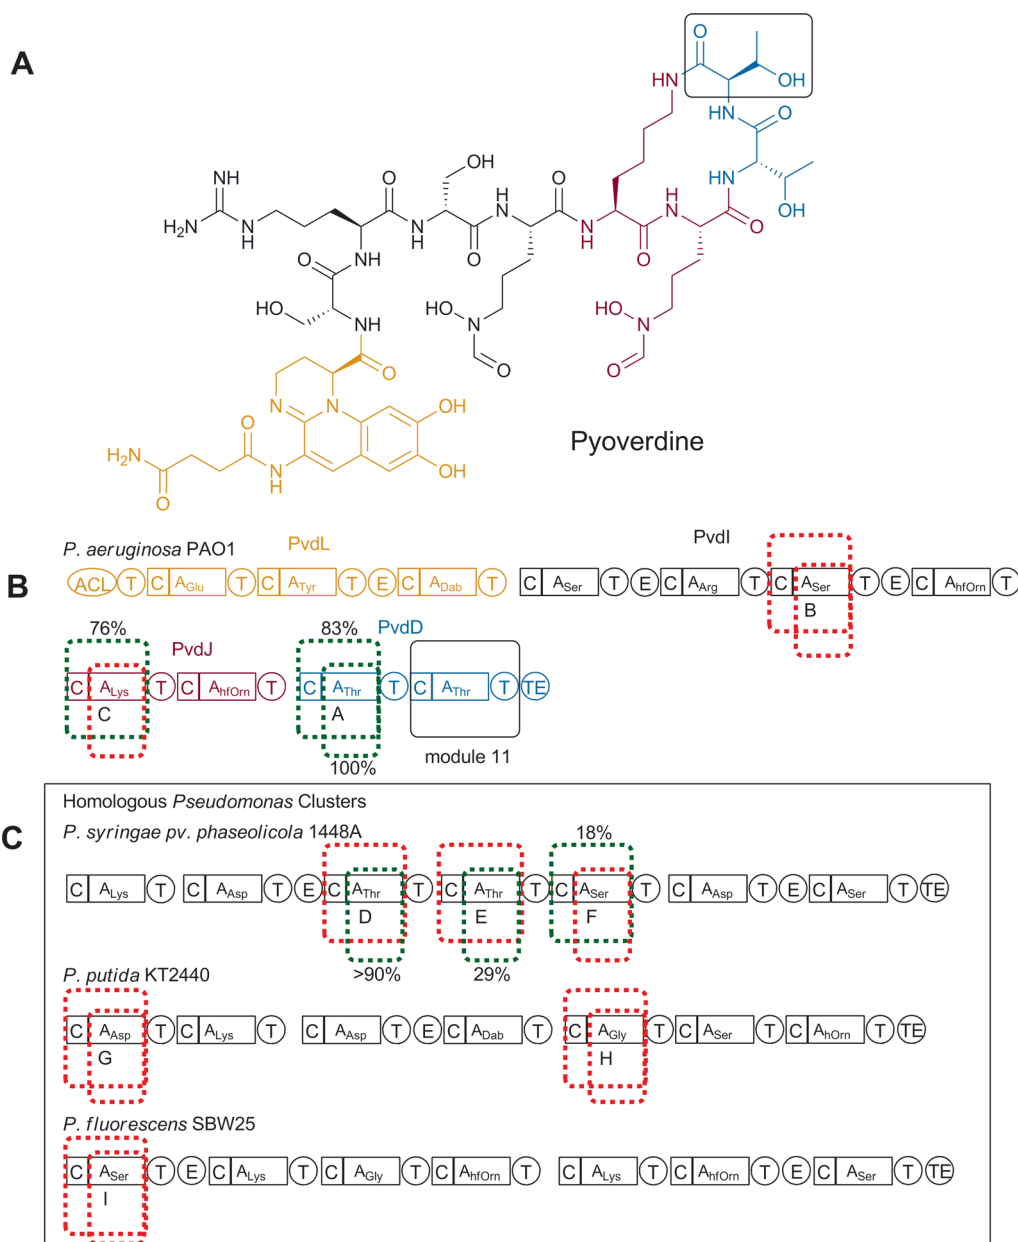 A
O
OH
HN
HN
O
HN
OH
O
NH
H2N
N
H
O
OH
N
H
H
N
O
O
N
H
H
N
O
O
NH
HO
NH
O
HO
N
O
HO
N
O
N
N
OH
OH
O
H2N
O
N
H
Pyoverdine
B
P. aeruginosa PAO1
PvdL
PvdI
ACL T C AGlu T C ATyr T E C ADab T C ASer T E C AArg T C ASer T E C AhfOrn T
B
76%
83%
PvdD
PvdJ
C ALys T C AhfOrn T C AThr T C AThr T TE
C
A
100%
module 11
C
Homologous Pseudomonas Clusters
P. syringae pv. phaseolicola 1448A
18%
C ALys T C AAsp T E C AThr T C AThr T C ASer T C AAsp T E C ASer T TE
D
E
F
>90%
29%
P. putida KT2440
C AAsp T C ALys T C AAsp T E C ADab T C AGly T C ASer T C AhOrn T TE
G
H
P. fluorescens SBW25
C ASer T E C ALys T C AGly T C AhfOrn T C ALys T C AhfOrn T E C ASer T TE
I